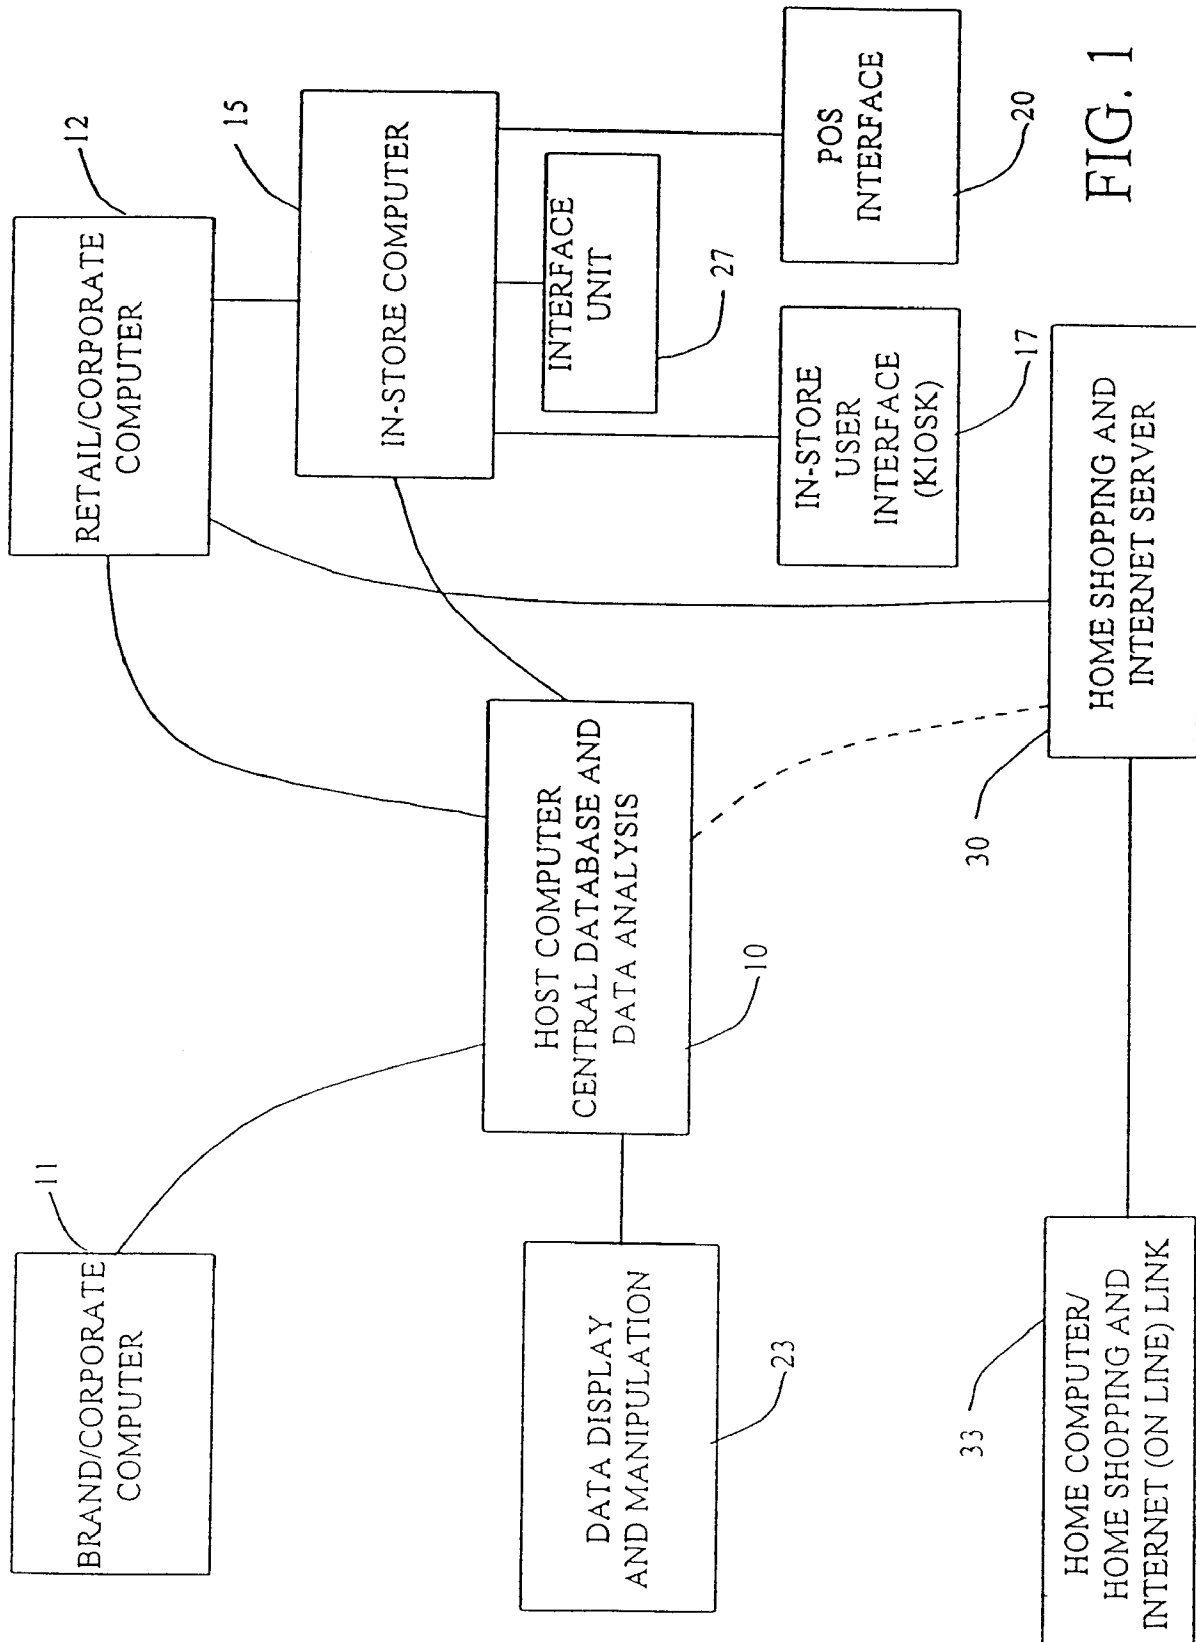 BRAND/CORPORATE
COMPUTER
11
RETAIL/CORPORATE
COMPUTER
12
15
IN-STORE COMPUTER
HOST COMPUTER
CENTRAL DATABASE AND
DATA ANALYSIS
10
DATA DISPLAY
AND MANIPULATION
23
INTERFACE
UNIT
27
IN-STORE
USER
INTERFACE
(KIOSK)
17
POS
INTERFACE
20
33
HOME COMPUTER/
HOME SHOPPING AND
INTERNET (ON LINE) LINK
30
HOME SHOPPING AND
INTERNET SERVER
FIG. 1